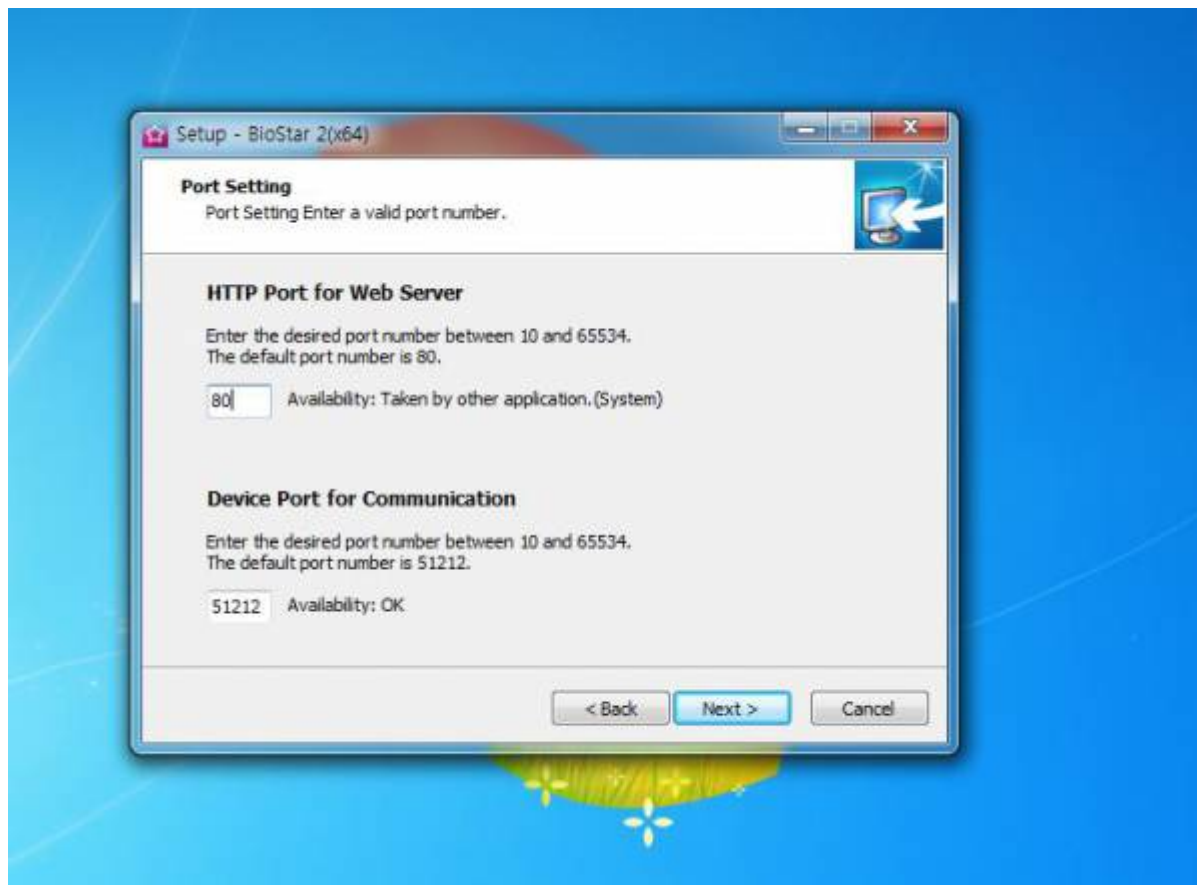 Setup - BioStar 2(x64)
Port Setting
Port Setting Enter a valid port number.
HTTP Port for Web Server
Enter the desired port number between 10 and 65534.
The default port number is 80.
80 Availability: Taken by other application.(System)
Device Port for Communication
Enter the desired port number between 10 and 65534.
The default port number is 51212.
51212 Availability: OK
< Back Next > Cancel